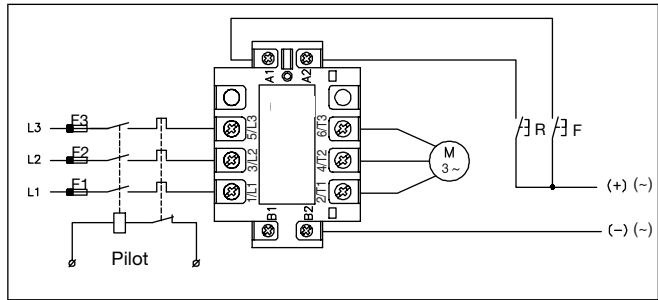 A1 A2
L3 F3 5/L3 6/T3
R F
L2 F2 3/L2 4/T2
M
3~
L1 F1 1/L1 2/T1
(+) (~)
B1 B2
(−) (~)
Pilot